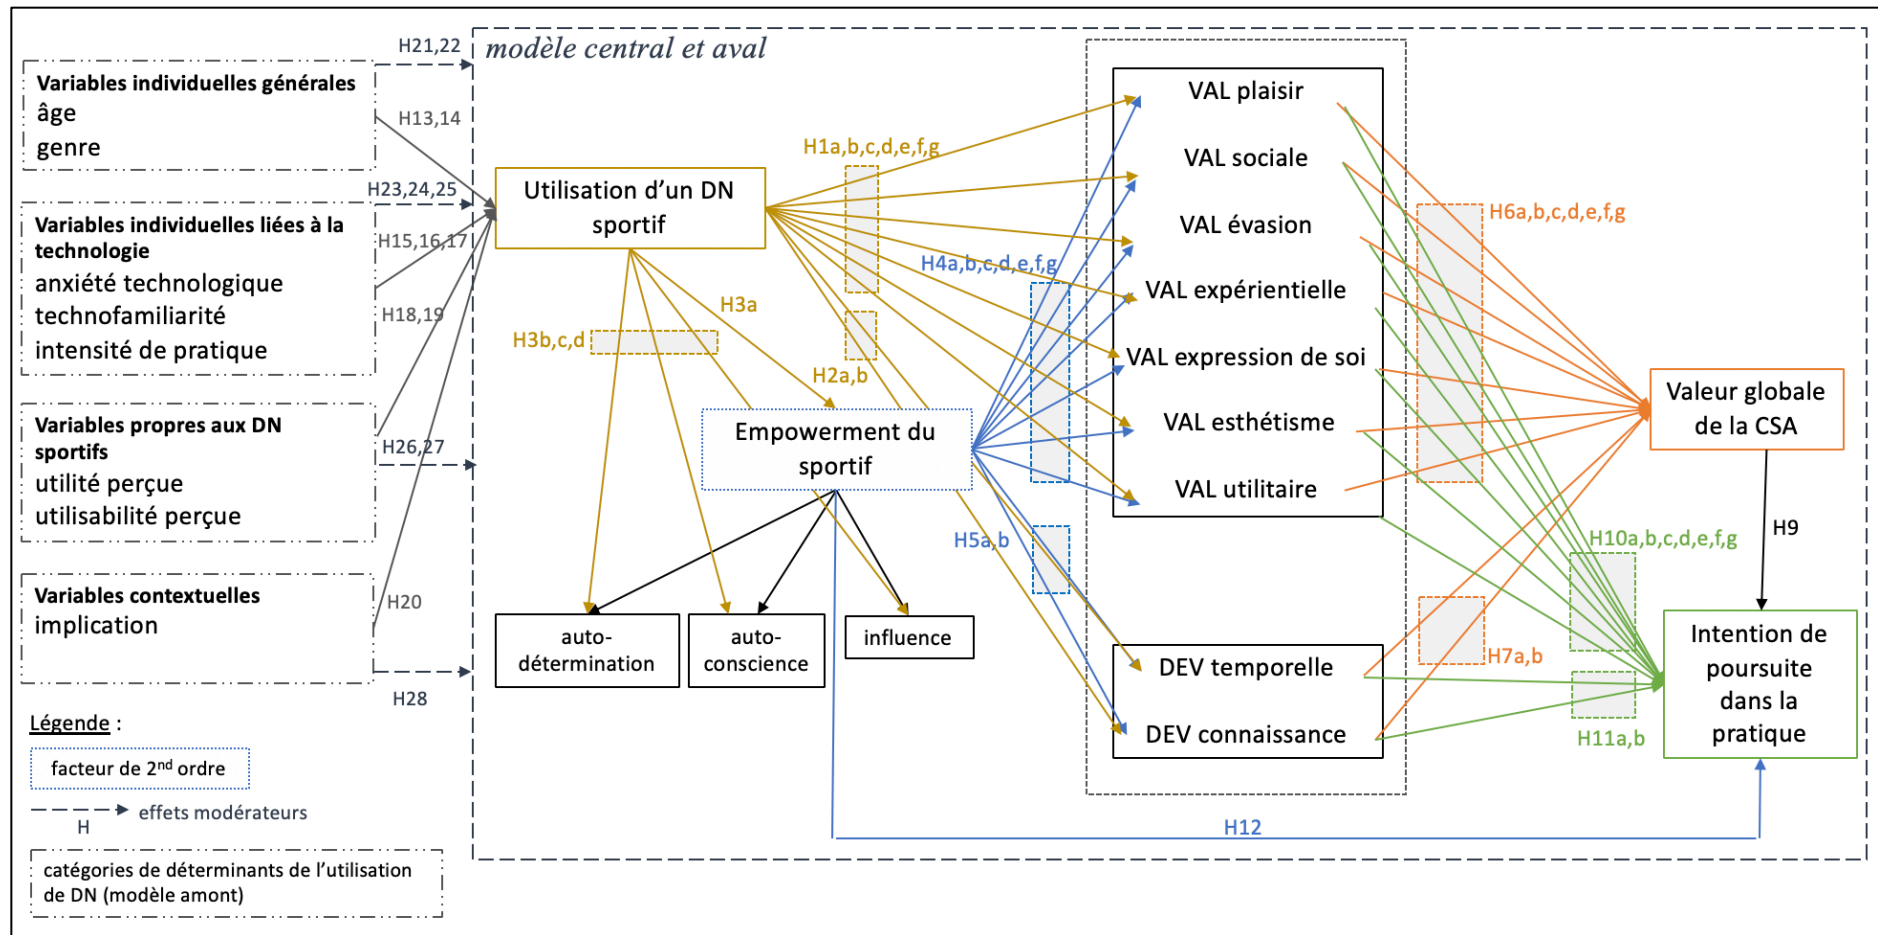 modèle central et aval
H21,22
Variables individuelles générales
âge
genre
H13,14
H23,24,25
Variables individuelles liées à la
technologie
anxiété technologique
technofamiliarité
intensité de pratique
H15,16,17
H18,19
Variables propres aux DN
sportifs
utilité perçue
utilisabilité perçue
H26,27
Variables contextuelles
implication
H20
H28
Légende :
facteur de 2nd ordre
H
effets modérateurs
catégories de déterminants de l'utilisation
de DN (modèle amont)
Utilisation d'un DN
sportif
H1a,b,c,d,e,f,g
H3a
H3b,c,d
H2a,b
H4a,b,c,d,e,f,g
Empowerment du
sportif
H5a,b
auto-
détermination
auto-
conscience
influence
VAL plaisir
VAL sociale
VAL évasion
VAL expérientielle
VAL expression de soi
VAL esthétisme
VAL utilitaire
DEV temporelle
DEV connaissance
H6a,b,c,d,e,f,g
H7a,b
Valeur globale
de la CSA
H9
H10a,b,c,d,e,f,g
H11a,b
Intention de
poursuite
dans la
pratique
H12